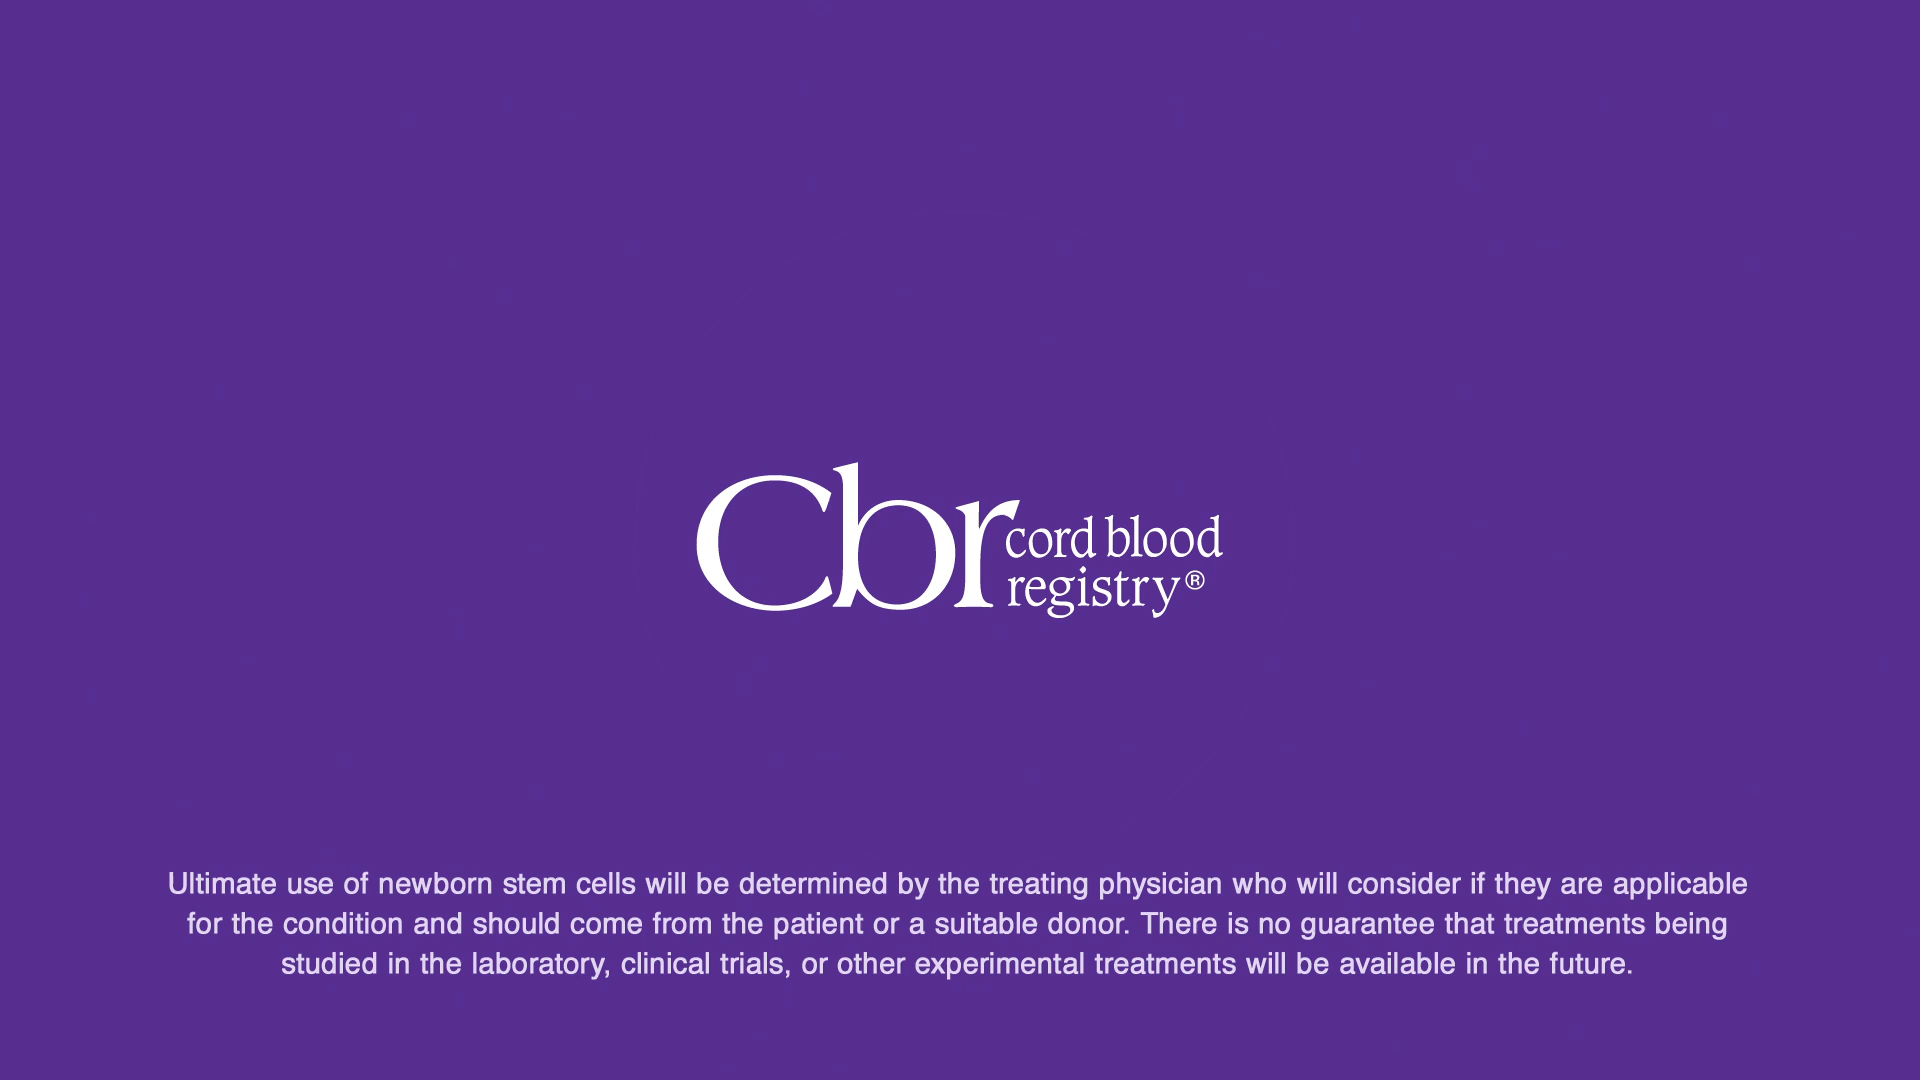 Cbr cord blood
registry®
Ultimate use of newborn stem cells will be determined by the treating physician who will consider if they are applicable
for the condition and should come from the patient or a suitable donor. There is no guarantee that treatments being
studied in the laboratory, clinical trials, or other experimental treatments will be available in the future.